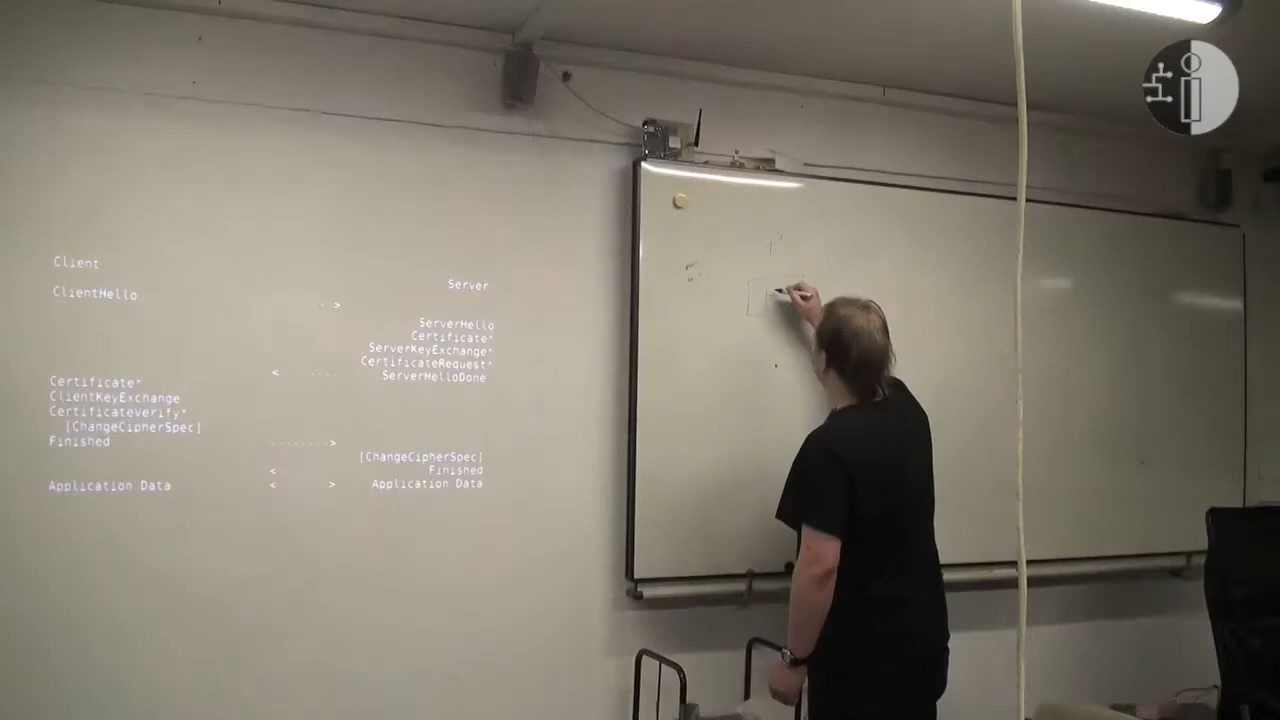 Client
Server
ClientHello
--->
ServerHello
Certificate*
ServerKeyExchange*
CertificateRequest*
< ---- ServerHelloDone
Certificate*
ClientKeyExchange
CertificateVerify*
[ChangeCipherSpec]
Finished -------->
[ChangeCipherSpec]
< Finished
Application Data < > Application Data
P